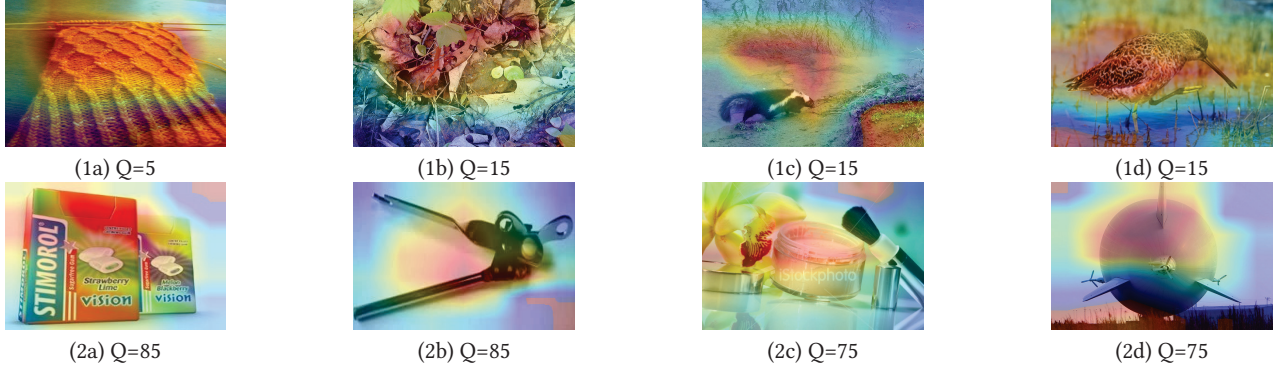 (1a) Q=5
(1b) Q=15
(1c) Q=15
(1d) Q=15
STIMOROL
Strawberry
Lime
vision
Blackberry
vision
iStockphoto
(2a) Q=85
(2b) Q=85
(2c) Q=75
(2d) Q=75